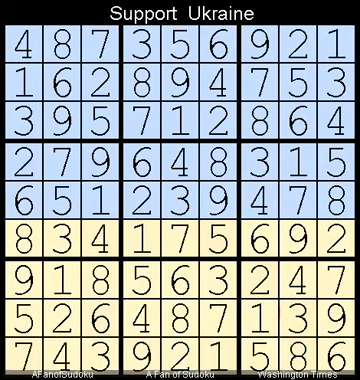 Support Ukraine
4 8 7 3 5 6 9 2 1
1 6 2 8 9 4 7 5 3
3 9 5 7 1 2 8 6 4
2 7 9 6 4 8 3 1 5
6 5 1 2 3 9 4 7 8
8 3 4 1 7 5 6 9 2
9 1 8 5 6 3 2 4 7
5 2 6 4 8 7 1 3 9
7 4 3 9 2 1 5 8 6
AFanofSudoku A Fan of Sudoku Washington Times